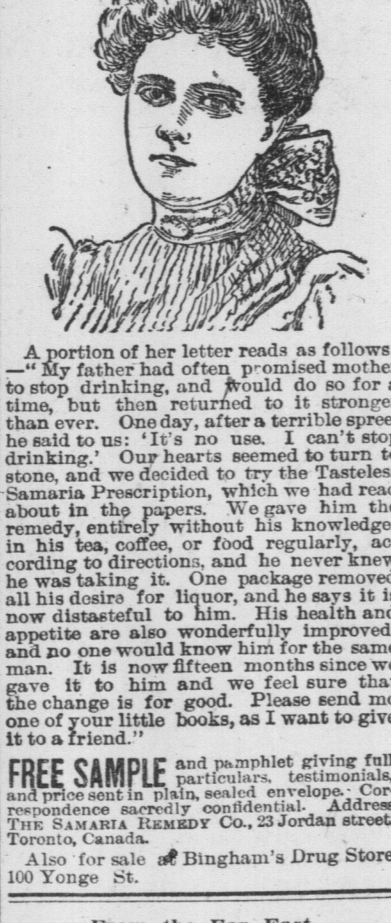 A portion of her letter reads as follows
—“My father had often promised mothe
to stop drinking, and would do so for a
time, but then returned to it stronge
than ever. One day, after a terrible spree
he said to us: ‘It's no use. I can't stop
drinking.’ Our hearts seemed to turn t
stone, and we decided to try the Tasteles
Samaria Prescription, which we had read
about in the papers. We gave him the
remedy, entirely without his knowledge
in his tea, coffee, or food regularly, ac
cording to directions, and he never knew
he was taking it. One package removed
all his desire for liquor, and he says it i
now distasteful to him. His health and
appetite are also wonderfully improved
and no one would know him for the same
man. It is now fifteen months since we
gave it to him and we feel sure tha
the change is for good. Please send me
one of your little books, as I want to give
it to a friend.”
FREE SAMPLE and pamphlet giving full
particulars, testimonials,
and price sent in plain, sealed envelope. Cor-
respondence sacredly confidential. Address
THE SAMARIA REMEDY CO., 23 Jordan street
Toronto, Canada.
Also for sale at Bingham's Drug Store
100 Yonge St.
From the Far East